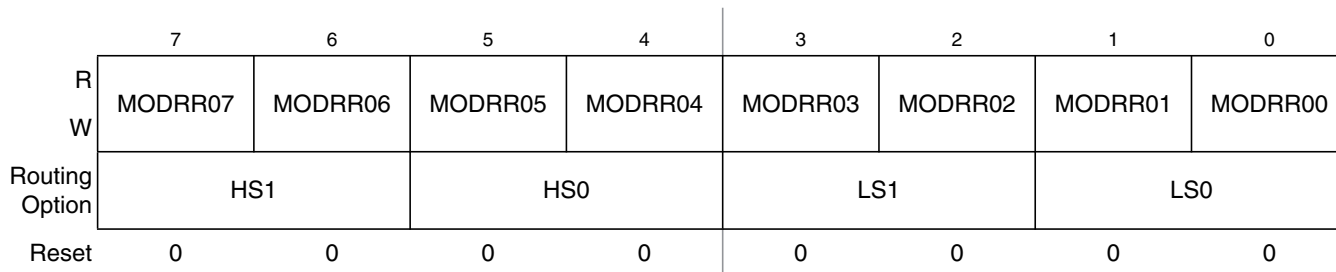 7 6 5 4 3 2 1 0
R
W
MODRR07 MODRR06 MODRR05 MODRR04 MODRR03 MODRR02 MODRR01 MODRR00
Routing
Option
HS1 HS0 LS1 LS0
Reset 0 0 0 0 0 0 0 0